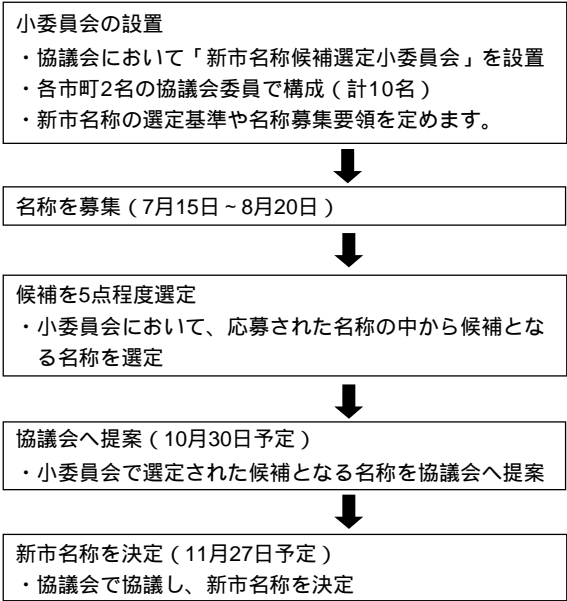 小委員会の設置
・協議会において「新市名称候補選定小委員会」を設置
・各市町2名の協議会委員で構成（計10名）
・新市名称の選定基準や名称募集要領を定めます。
名称を募集（7月15日～8月20日）
候補を5点程度選定
・小委員会において、応募された名称の中から候補とな
る名称を選定
協議会へ提案（10月30日予定）
・小委員会で選定された候補となる名称を協議会へ提案
新市名称を決定（11月27日予定）
・協議会で協議し、新市名称を決定